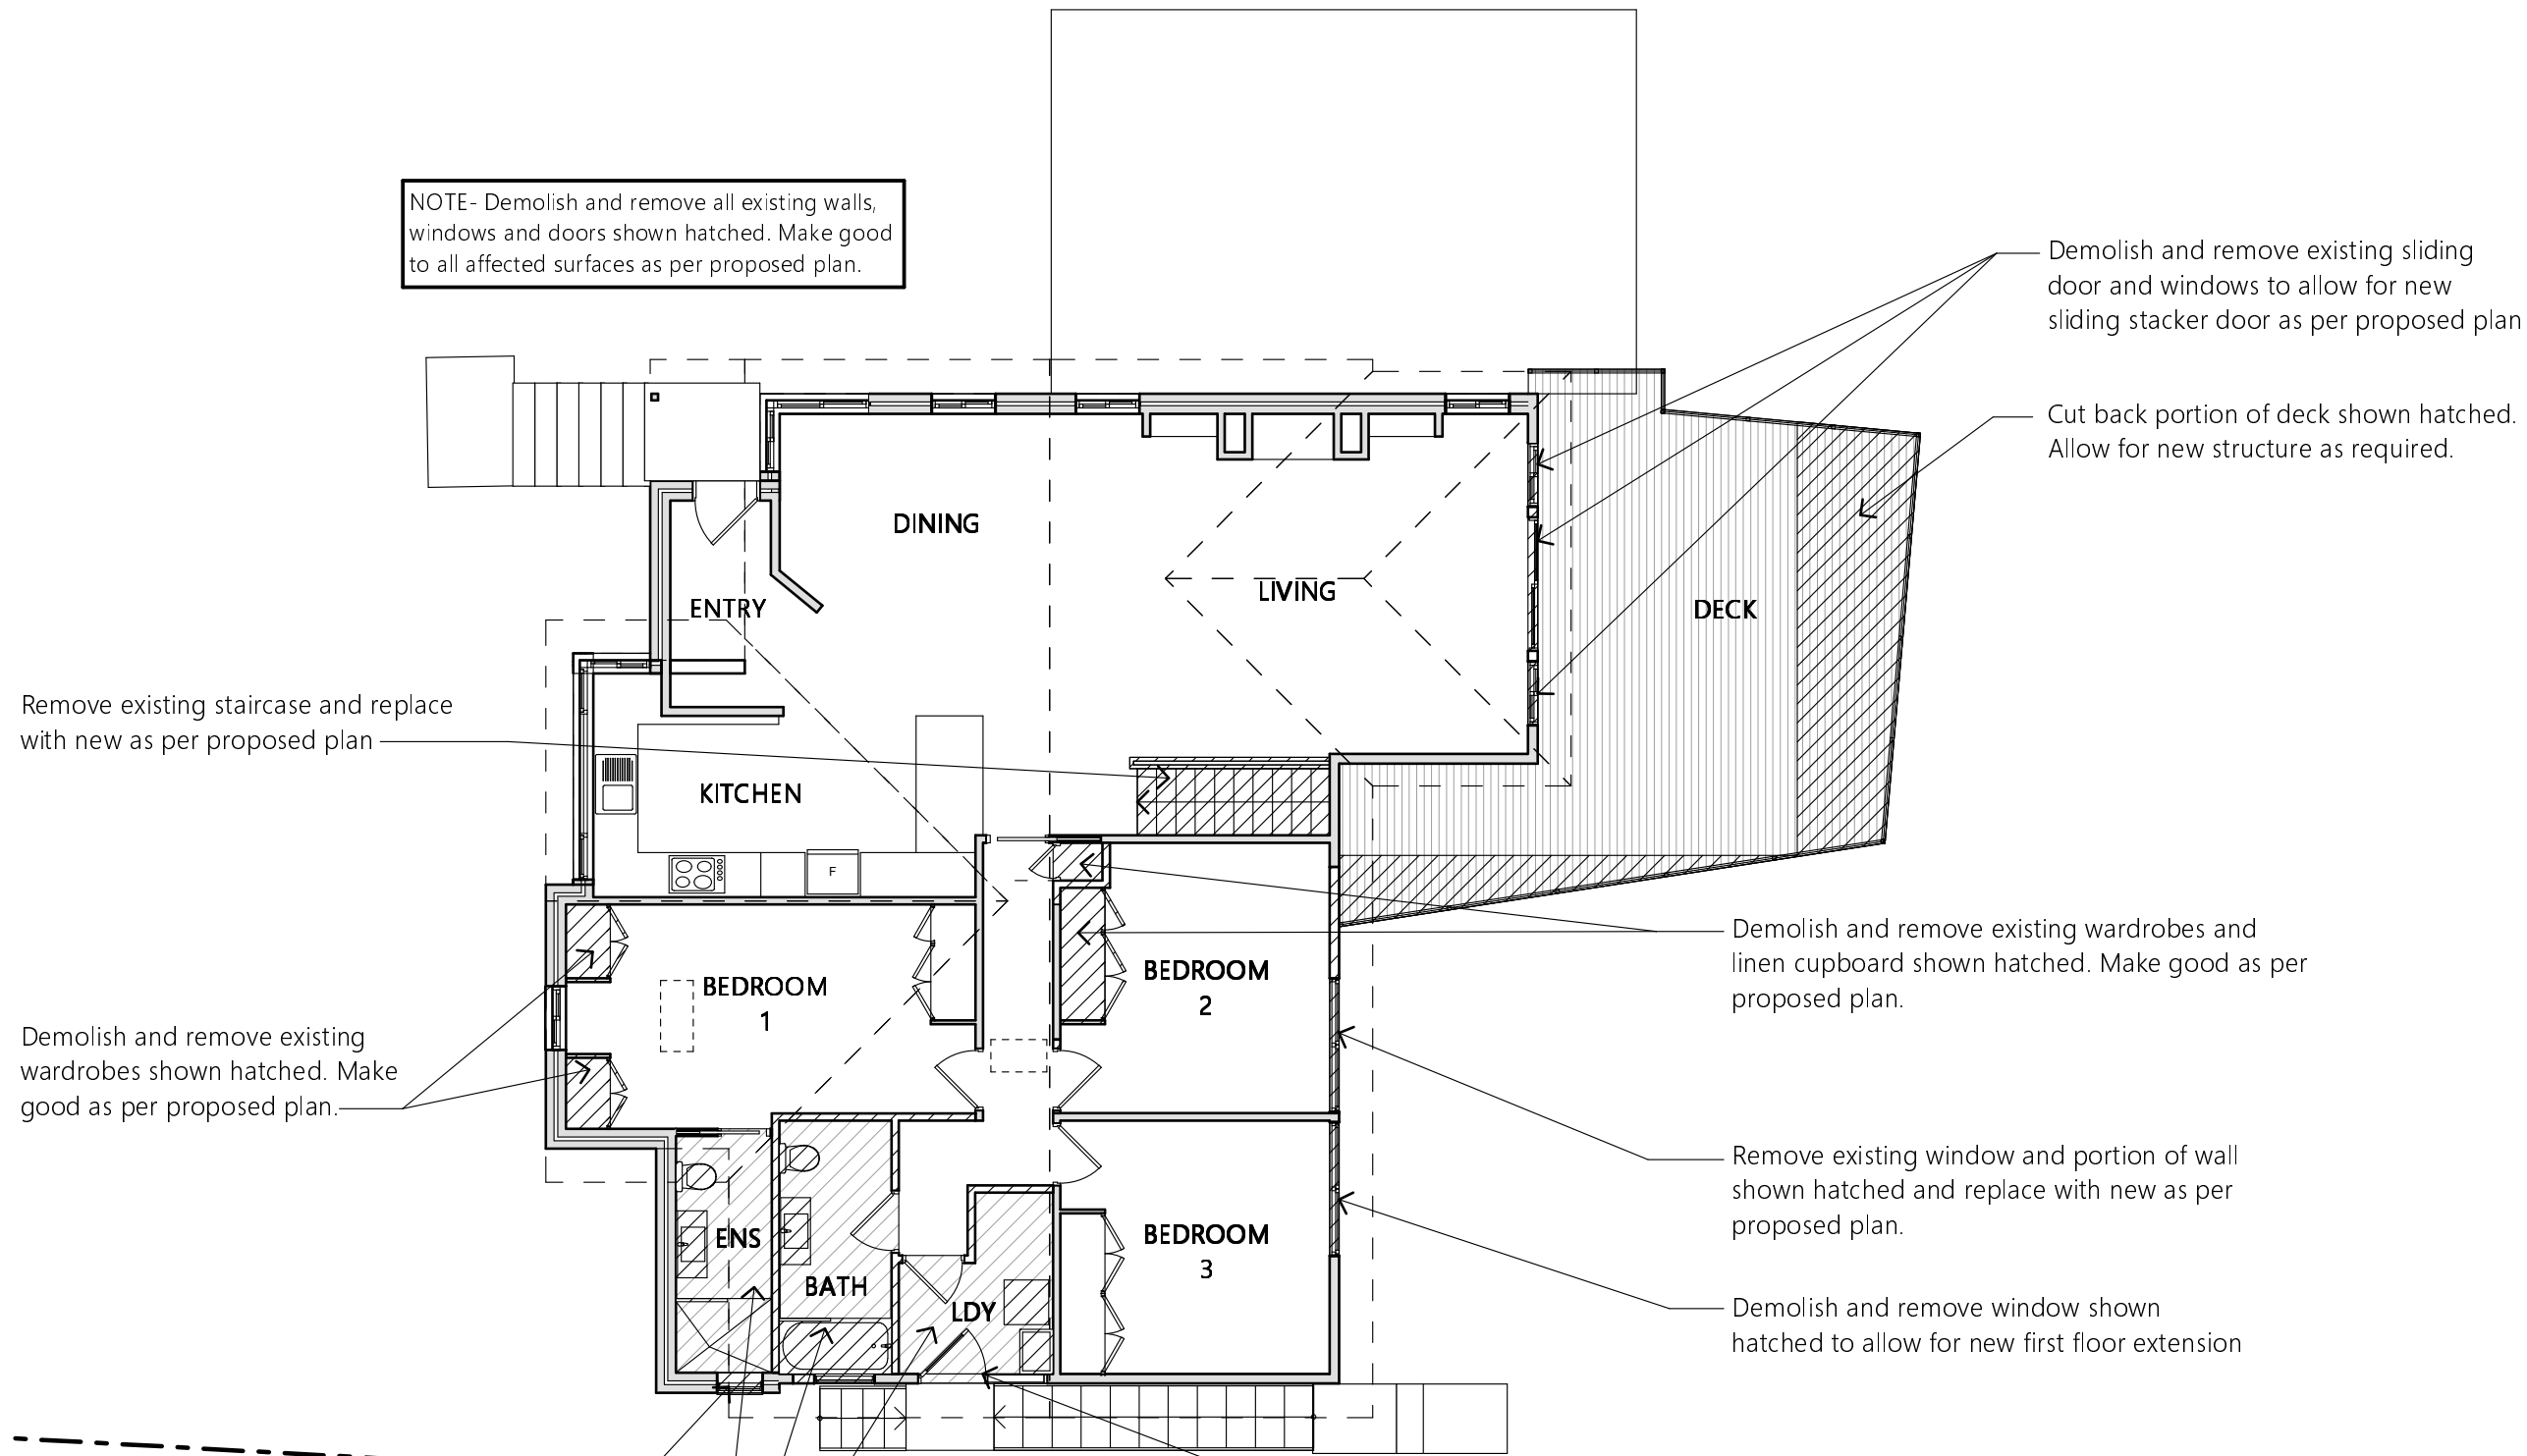 NOTE- Demolish and remove all existing walls,
windows and doors shown hatched. Make good
to all affected surfaces as per proposed plan.
Demolish and remove existing sliding
door and windows to allow for new
sliding stacker door as per proposed plan
Cut back portion of deck shown hatched.
Allow for new structure as required.
DINING
LIVING
ENTRY
DECK
Remove existing staircase and replace
with new as per proposed plan
KITCHEN
F
Demolish and remove existing wardrobes and
linen cupboard shown hatched. Make good as per
proposed plan.
BEDROOM
1
BEDROOM
2
Demolish and remove existing
wardrobes shown hatched. Make
good as per proposed plan.
Remove existing window and portion of wall
shown hatched and replace with new as per
proposed plan.
ENS
BATH
LDY
BEDROOM
3
Demolish and remove window shown
hatched to allow for new first floor extension